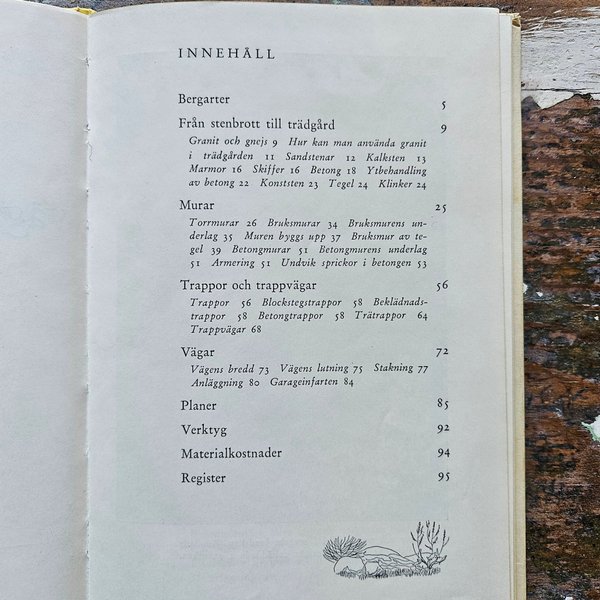 INNEHÅLL
Bergarter 5
Från stenbrott till trädgård 9
Granit och gnejs 9 Hur kan man använda granit
i trädgården 11 Sandstenar 12 Kalksten 13
Marmor 16 Skiffer 16 Betong 18 Ytbehandling
av betong 22 Konststen 23 Tegel 24 Klinker 24
Murar 25
Torrmurar 26 Bruksmurar 34 Bruksmurens un-
derlag 35 Muren byggs upp 37 Bruksmur av te-
gel 39 Betongmurar 51 Betongmurens underlag
51 Armering 51 Undvik sprickor i betongen 53
Trappor och trappvägar 56
Trappor 56 Blockstegstrappor 58 Beklädnads-
trappor 58 Betongtrappor 58 Trätrappor 64
Trappvägar 68
Vägar 72
Vägens bredd 73 Vägens lutning 75 Stakning 77
Anläggning 80 Garageinfarten 84
Planer 85
Verktyg 92
Materialkostnader 94
Register 95